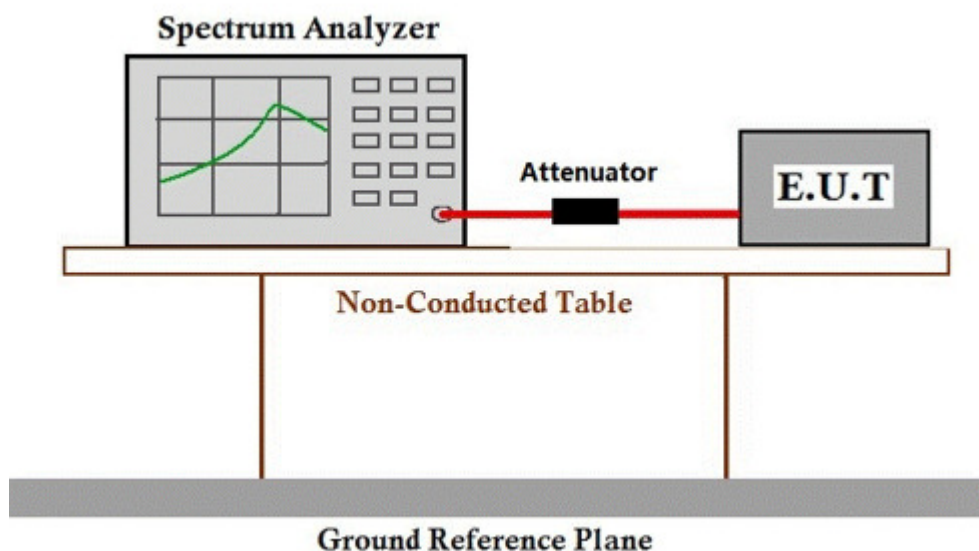 Spectrum Analyzer
Attenuator
E.U.T
Non-Conducted Table
Ground Reference Plane